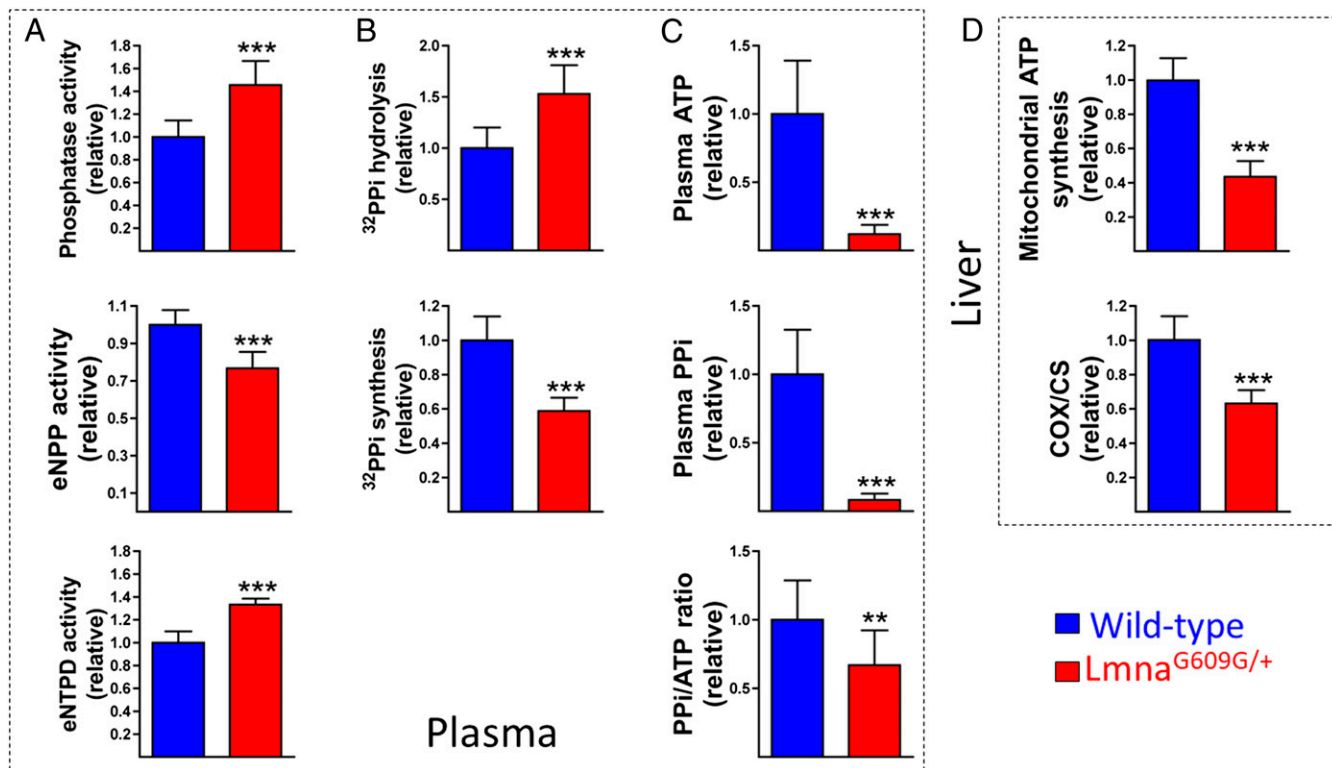 A
Phosphatase activity
(relative)
1.8
1.6
1.4
1.2
1.0
0.8
0.6
0.4
0.2
***
eNPP activity
(relative)
1.1
0.9
0.7
0.5
0.3
0.1
***
eNTPD activity
(relative)
1.8
1.6
1.4
1.2
1.0
0.8
0.6
0.4
0.2
***
B
³²PPi hydrolysis
(relative)
2.0
1.5
1.0
0.5
***
³²PPi synthesis
(relative)
1.2
1.0
0.8
0.6
0.4
0.2
***
Plasma
C
Plasma ATP
(relative)
1.5
1.0
0.5
***
Plasma PPi
(relative)
1.5
1.0
0.5
***
PPi/ATP ratio
(relative)
1.5
1.0
0.5
**
D
Liver
Mitochondrial ATP
synthesis
(relative)
1.2
1.0
0.8
0.6
0.4
0.2
***
COX/CS
(relative)
1.2
1.0
0.8
0.6
0.4
0.2
***
Wild-type
Lmna^G609G/+